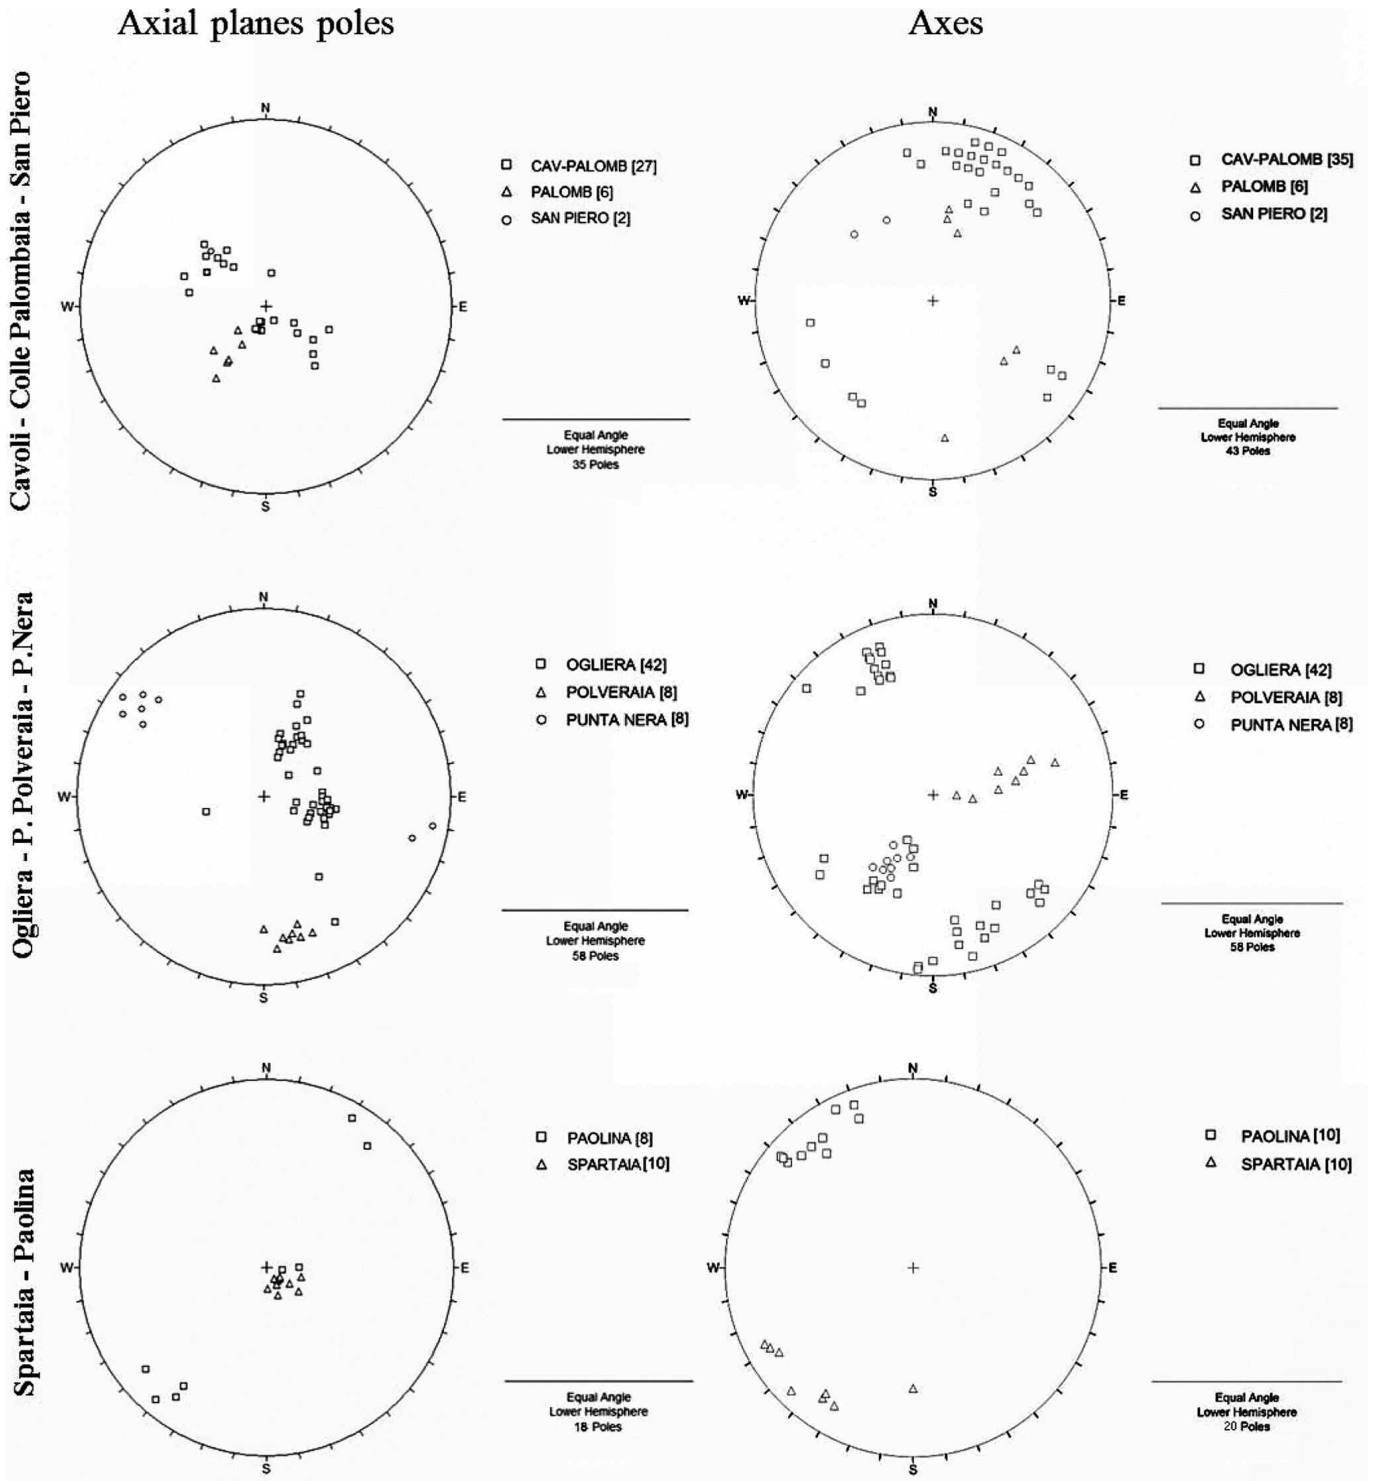 Axial planes poles
Axes
Cavoli - Colle Palombaia - San Piero
N
W
E
S
CAV-PALOMB [27]
PALOMB [6]
SAN PIERO [2]
Equal Angle
Lower Hemisphere
35 Poles
N
W
E
S
CAV-PALOMB [35]
PALOMB [6]
SAN PIERO [2]
Equal Angle
Lower Hemisphere
43 Poles
Ogliera - P. Polveraia - P.Nera
N
W
E
S
OGLIERA [42]
POLVERAIA [8]
PUNTA NERA [8]
Equal Angle
Lower Hemisphere
58 Poles
N
W
E
S
OGLIERA [42]
POLVERAIA [8]
PUNTA NERA [8]
Equal Angle
Lower Hemisphere
58 Poles
Spartaia - Paolina
N
W
E
S
PAOLINA [8]
SPARTAIA [10]
Equal Angle
Lower Hemisphere
18 Poles
N
W
E
S
PAOLINA [10]
SPARTAIA [10]
Equal Angle
Lower Hemisphere
20 Poles